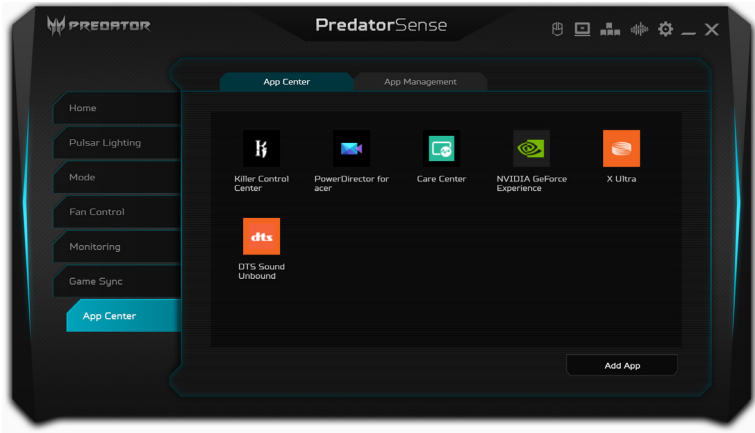 PREDATOR
PredatorSense
App Center
App Management
Home
Pulsar Lighting
Mode
Fan Control
Monitoring
Game Sync
App Center
Killer Control
Center
PowerDirector for
acer
Care Center
NVIDIA GeForce
Experience
X Ultra
dts
DTS Sound
Unbound
Add App